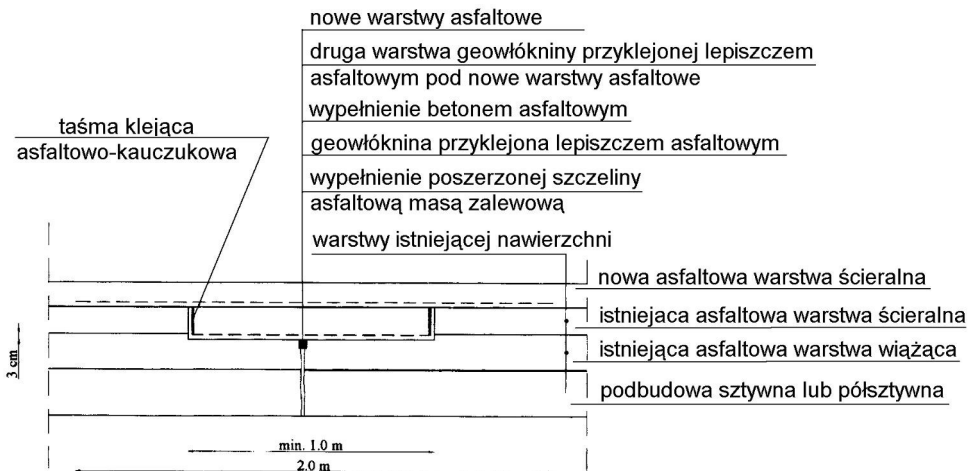 nowe warstwy asfaltowe
druga warstwa geowłókniny przyklejonej lepiszczem
asfaltowym pod nowe warstwy asfaltowe
wypełnienie betonem asfaltowym
taśma klejąca
asfaltowo-kauczukowa
geowłóknina przyklejona lepiszczem asfaltowym
wypełnienie poszerzonej szczeliny
asfaltową masą zalewową
warstwy istniejącej nawierzchni
nowa asfaltowa warstwa ścieralna
istniejaca asfaltowa warstwa ścieralna
istniejąca asfaltowa warstwa wiążąca
podbudowa sztywna lub półsztywna
3 cm
min. 1.0 m
2.0 m